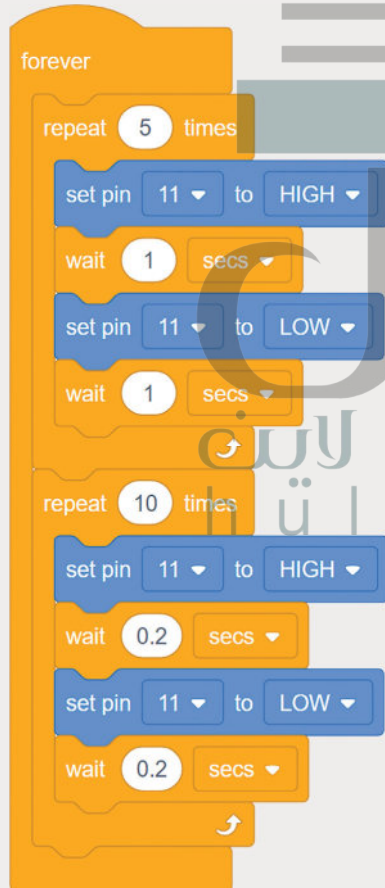 forever
repeat 5 times
set pin 11 to HIGH
wait 1 secs
set pin 11 to LOW
wait 1 secs
repeat 10 times
set pin 11 to HIGH
wait 0.2 secs
set pin 11 to LOW
wait 0.2 secs